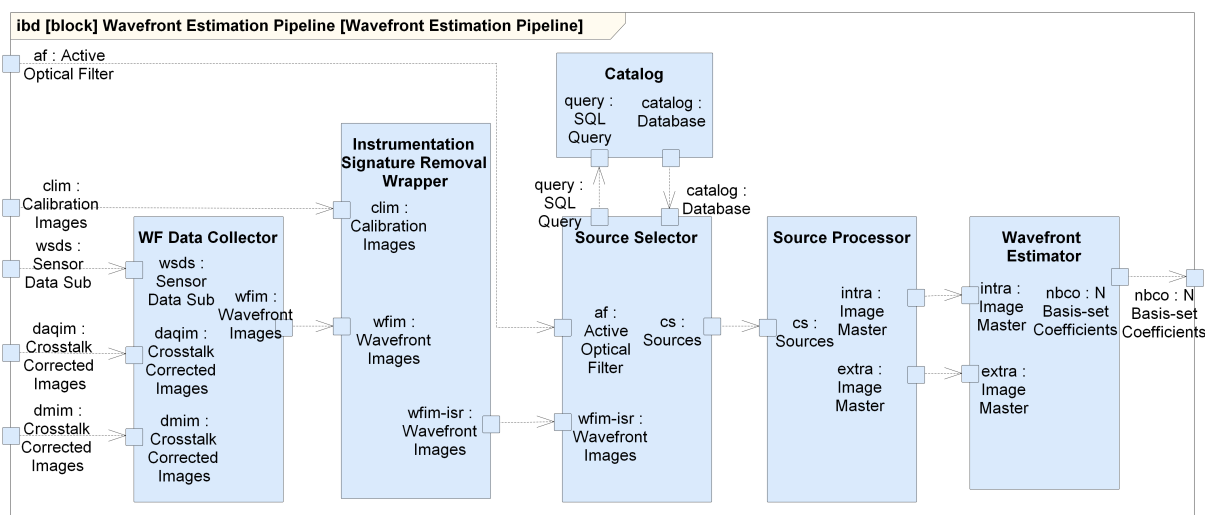 ibd [block] Wavefront Estimation Pipeline [Wavefront Estimation Pipeline]
af : Active
Optical Filter
clim :
Calibration
Images
wsds :
Sensor
Data Sub
daqim :
Crosstalk
Corrected
Images
dmim :
Crosstalk
Corrected
Images
WF Data Collector
wsds :
Sensor
Data Sub
wfim :
Wavefront
Images
daqim :
Crosstalk
Corrected
Images
dmim :
Crosstalk
Corrected
Images
Instrumentation
Signature Removal
Wrapper
clim :
Calibration
Images
wfim :
Wavefront
Images
wfim-isr :
Wavefront
Images
Catalog
query :
SQL
Query
catalog :
Database
query :
SQL
Query
catalog :
Database
Source Selector
af :
Active
Optical
Filter
cs :
Sources
wfim-isr :
Wavefront
Images
Source Processor
cs :
Sources
intra :
Image
Master
extra :
Image
Master
Wavefront
Estimator
intra :
Image
Master
extra :
Image
Master
nbco : N
Basis-set
Coefficients
nbco : N
Basis-set
Coefficients